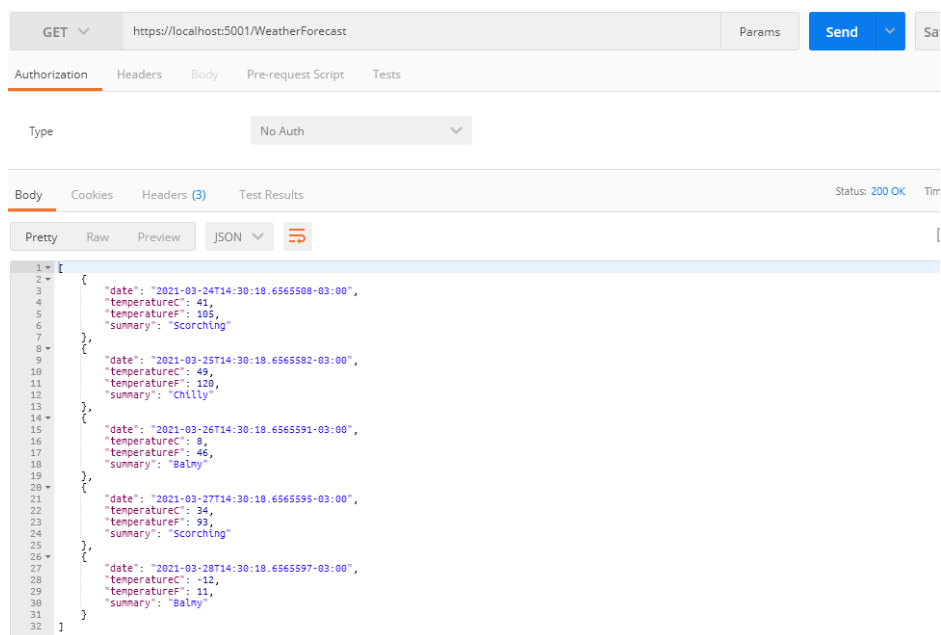 GET https://localhost:5001/WeatherForecast Params Send
Authorization Headers Body Pre-request Script Tests
Type No Auth
Body Cookies Headers (3) Test Results Status: 200 OK
Pretty Raw Preview JSON
1 [
2 {
3 "date": "2021-03-24T14:30:18.6565508-03:00",
4 "temperatureC": 41,
5 "temperatureF": 105,
6 "summary": "Scorching"
7 },
8 {
9 "date": "2021-03-25T14:30:18.6565582-03:00",
10 "temperatureC": 49,
11 "temperatureF": 120,
12 "summary": "Chilly"
13 },
14 {
15 "date": "2021-03-26T14:30:18.6565591-03:00",
16 "temperatureC": 8,
17 "temperatureF": 46,
18 "summary": "Balmy"
19 },
20 {
21 "date": "2021-03-27T14:30:18.6565595-03:00",
22 "temperatureC": 34,
23 "temperatureF": 93,
24 "summary": "Scorching"
25 },
26 {
27 "date": "2021-03-28T14:30:18.6565597-03:00",
28 "temperatureC": -12,
29 "temperatureF": 11,
30 "summary": "Balmy"
31 }
32 ]